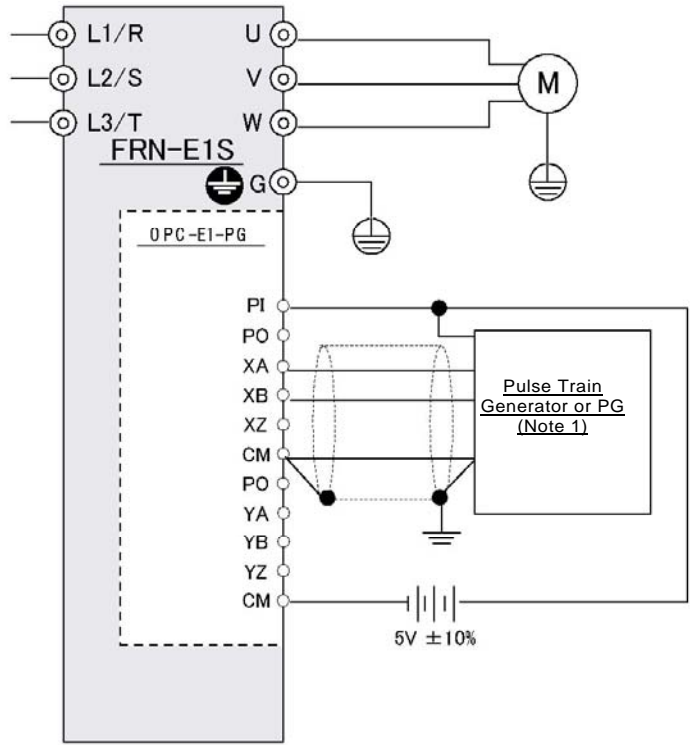 L1/R
L2/S
L3/T
U
V
W
M
FRN-E1S
G
OPC-E1-PG
PI
PO
XA
XB
XZ
CM
PO
YA
YB
YZ
CM
Pulse Train
Generator or PG
(Note 1)
5V ±10%